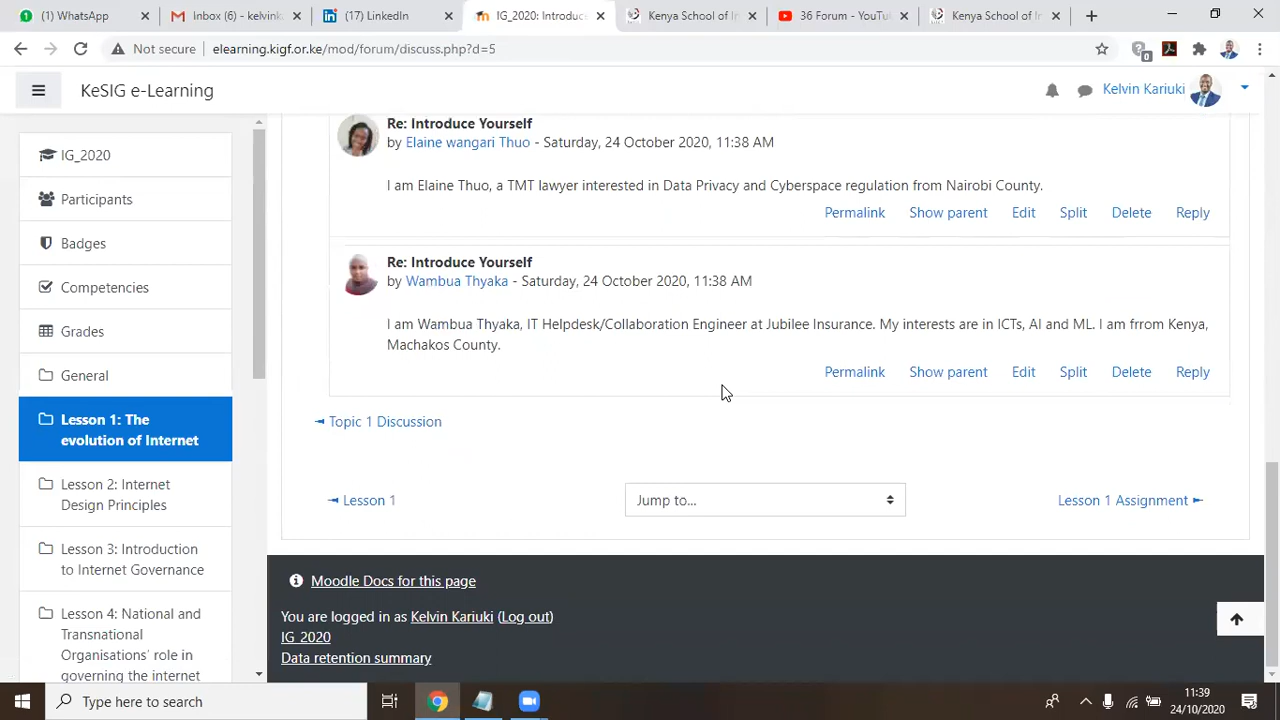 (1) WhatsApp
Inbox (6) - kelvink
(17) LinkedIn
IG_2020: Introduc
Kenya School of In
36 Forum - YouTu
Kenya School of In
Not secure
elearning.kigf.or.ke/mod/forum/discuss.php?d=5
0
KeSIG e-Learning
Kelvin Kariuki
IG_2020
Participants
Badges
Competencies
Grades
General
Lesson 1: The
evolution of Internet
Lesson 2: Internet
Design Principles
Lesson 3: Introduction
to Internet Governance
Lesson 4: National and
Transnational
Organisations' role in
governing the internet
Re: Introduce Yourself
by Elaine wangari Thuo - Saturday, 24 October 2020, 11:38 AM
I am Elaine Thuo, a TMT lawyer interested in Data Privacy and Cyberspace regulation from Nairobi County.
Permalink Show parent Edit Split Delete Reply
Re: Introduce Yourself
by Wambua Thyaka - Saturday, 24 October 2020, 11:38 AM
I am Wambua Thyaka, IT Helpdesk/Collaboration Engineer at Jubilee Insurance. My interests are in ICTs, AI and ML. I am frrom Kenya,
Machakos County.
Permalink Show parent Edit Split Delete Reply
◄ Topic 1 Discussion
◄ Lesson 1
Jump to...
Lesson 1 Assignment ►
Moodle Docs for this page
You are logged in as Kelvin Kariuki (Log out)
IG_2020
Data retention summary
Type here to search
11:39
24/10/2020